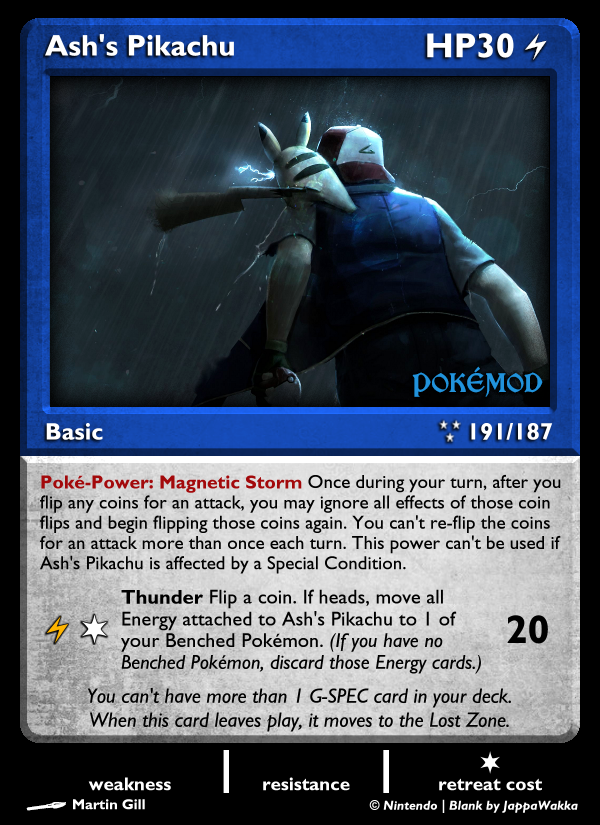 Ash's Pikachu HP30
POKÉMOD
Basic 191/187
Poké-Power: Magnetic Storm Once during your turn, after you
flip any coins for an attack, you may ignore all effects of those coin
flips and begin flipping those coins again. You can't re-flip the coins
for an attack more than once each turn. This power can't be used if
Ash's Pikachu is affected by a Special Condition.
Thunder Flip a coin. If heads, move all
Energy attached to Ash's Pikachu to 1 of
your Benched Pokémon. (If you have no
Benched Pokémon, discard those Energy cards.)
20
You can't have more than 1 G-SPEC card in your deck.
When this card leaves play, it moves to the Lost Zone.
weakness resistance retreat cost
Martin Gill © Nintendo | Blank by JappaWakka